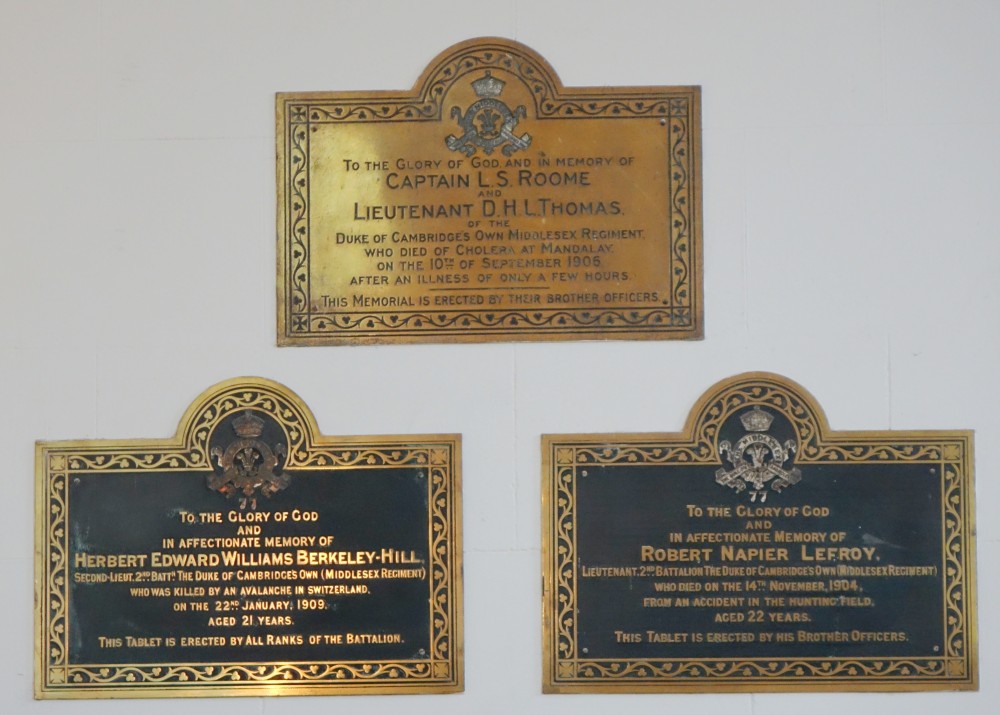 TO THE GLORY OF GOD, AND IN MEMORY OF
CAPTAIN L.S. ROOME
AND
LIEUTENANT D.H.L. THOMAS.
OF THE
DUKE OF CAMBRIDGE'S OWN MIDDLESEX REGIMENT,
WHO DIED OF CHOLERA AT MANDALAY,
ON THE 10TH OF SEPTEMBER 1906,
AFTER AN ILLNESS OF ONLY A FEW HOURS.
THIS MEMORIAL IS ERECTED BY THEIR BROTHER OFFICERS.
77
TO THE GLORY OF GOD
AND
IN AFFECTIONATE MEMORY OF
HERBERT EDWARD WILLIAMS BERKELEY-HILL,
SECOND-LIEUT. 2ND BATTN. THE DUKE OF CAMBRIDGE'S OWN (MIDDLESEX REGIMENT)
WHO WAS KILLED BY AN AVALANCHE IN SWITZERLAND,
ON THE 22ND JANUARY, 1909.
AGED 21 YEARS.
THIS TABLET IS ERECTED BY ALL RANKS OF THE BATTALION.
77
TO THE GLORY OF GOD
AND
IN AFFECTIONATE MEMORY OF
ROBERT NAPIER LEFROY,
LIEUTENANT, 2ND BATTALION THE DUKE OF CAMBRIDGE'S OWN (MIDDLESEX REGIMENT)
WHO DIED ON THE 14TH NOVEMBER, 1904,
FROM AN ACCIDENT IN THE HUNTING FIELD,
AGED 22 YEARS.
THIS TABLET IS ERECTED BY HIS BROTHER OFFICERS.